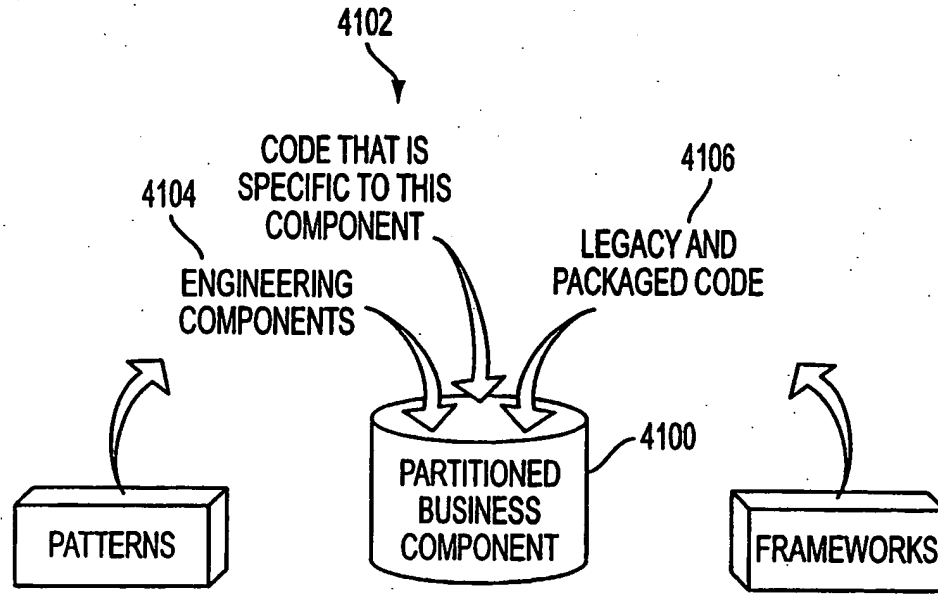 4102
CODE THAT IS
SPECIFIC TO THIS
COMPONENT
4104
ENGINEERING
COMPONENTS
4106
LEGACY AND
PACKAGED CODE
4100
PARTITIONED
BUSINESS
COMPONENT
PATTERNS
FRAMEWORKS